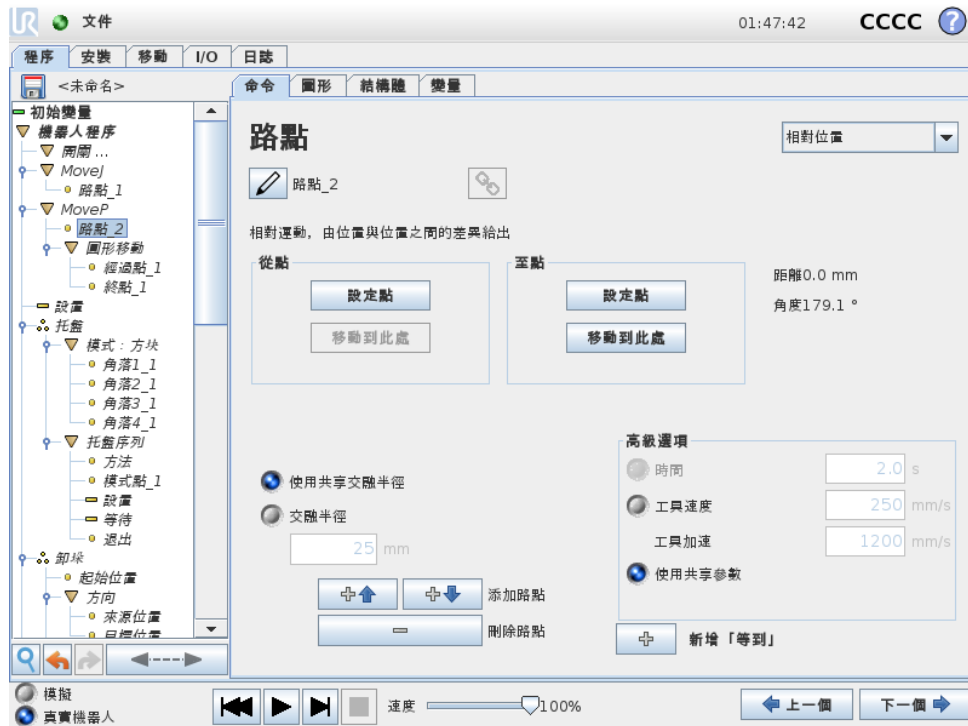 UR 文件 01:47:42 CCCC ?
程序 安裝 移動 I/O 日誌
<未命名>
命令 圖形 結構體 變量
初始變量
機器人程序
開閘 ...
MoveJ
路點_1
MoveP
路點_2
圓形移動
經過點_1
終點_1
設置
托盤
模式：方块
角落1_1
角落2_1
角落3_1
角落4_1
托盤序列
方法
模式點_1
設置
等待
退出
卸垛
起始位置
方向
來源位置
目標位置
路點
相對位置
路點_2
相對運動，由位置與位置之間的差異給出
從點
設定點
移動到此處
至點
設定點
移動到此處
距離0.0 mm
角度179.1 °
使用共享交融半徑
交融半徑
25 mm
添加路點
刪除路點
高級選項
時間 2.0 s
工具速度 250 mm/s
工具加速 1200 mm/s
使用共享參數
新增「等到」
模擬
真實機器人
速度 100%
上一個 下一個